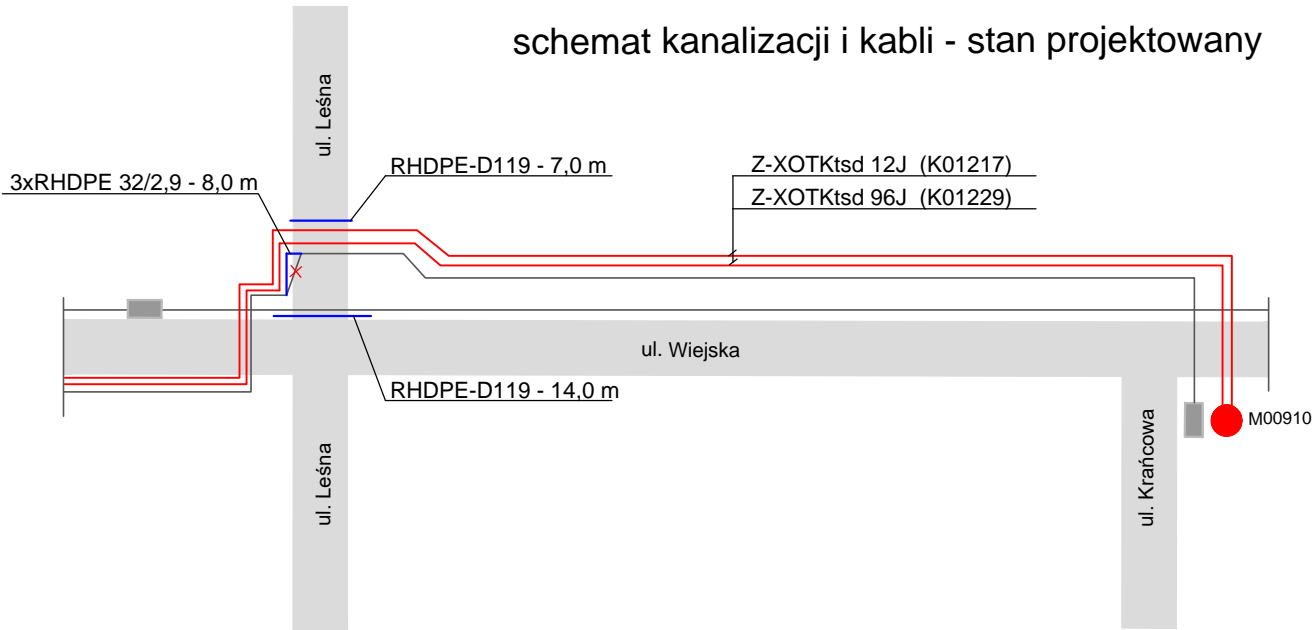 schemat kanalizacji i kabli - stan projektowany
ul. Leśna
3xRHDPE 32/2,9 - 8,0 m
RHDPE-D119 - 7,0 m
Z-XOTKtsd 12J (K01217)
Z-XOTKtsd 96J (K01229)
ul. Wiejska
RHDPE-D119 - 14,0 m
M00910
ul. Leśna
ul. Krańcowa